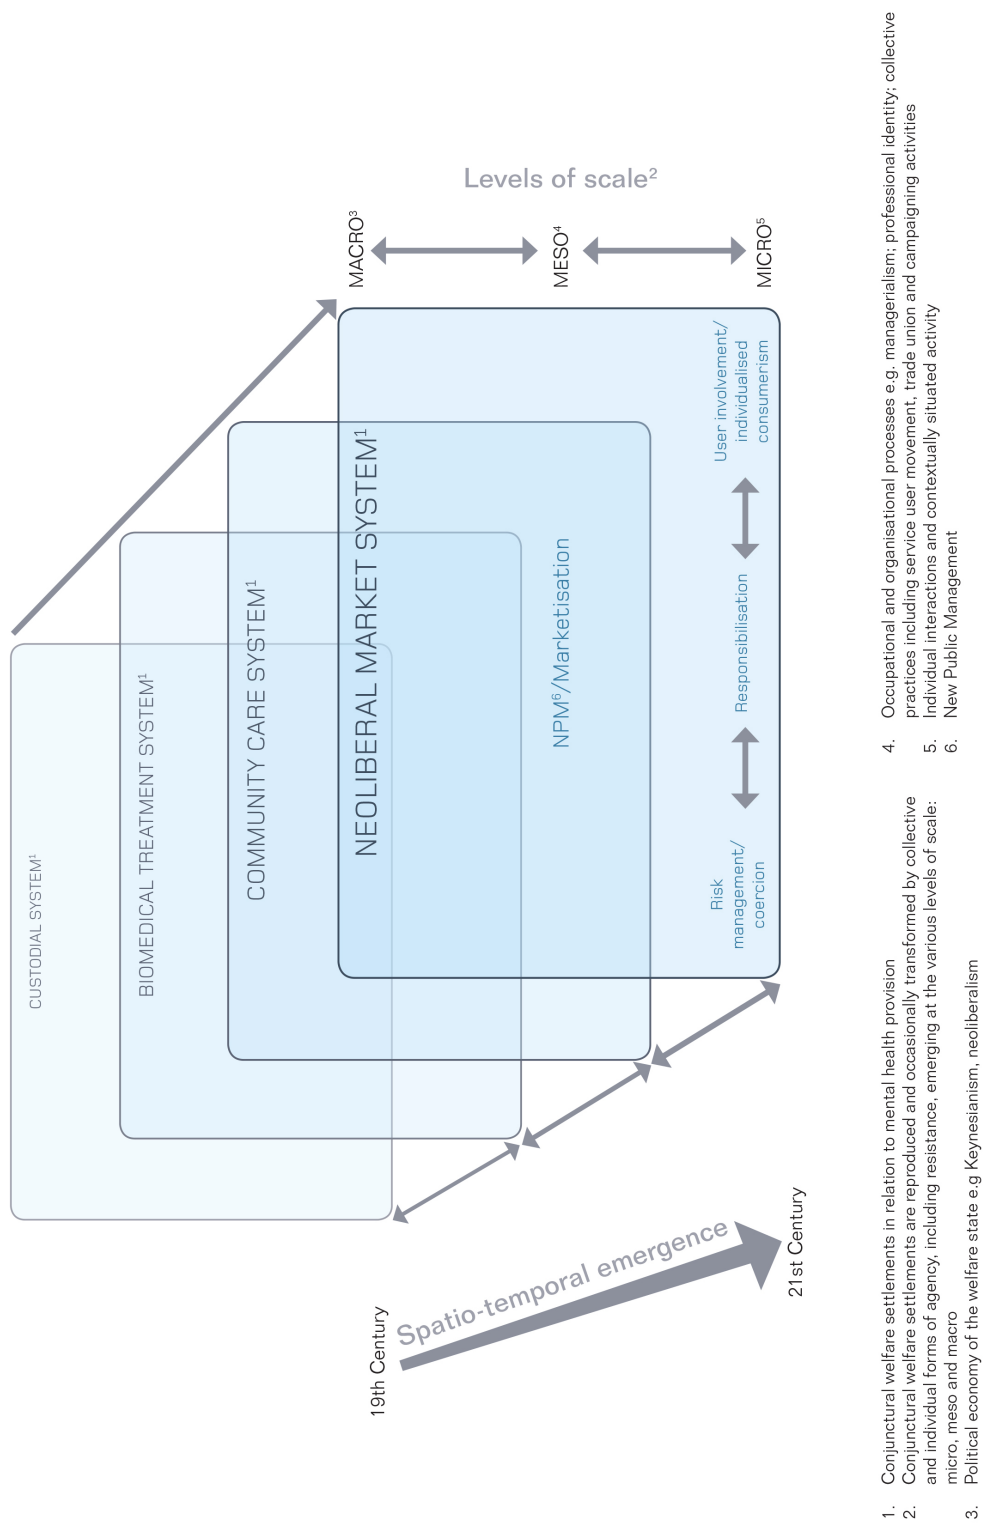 CUSTODIAL SYSTEM¹
BIOMEDICAL TREATMENT SYSTEM¹
COMMUNITY CARE SYSTEM¹
NEOLIBERAL MARKET SYSTEM¹
NPM⁶/Marketisation
Risk
management/
coercion
Responsibilisation
User involvement/
individualised
consumerism
MACRO³
MESO⁴
MICRO⁵
Levels of scale²
19th Century
Spatio-temporal emergence
21st Century
1. Conjunctural welfare settlements in relation to mental health provision
2. Conjunctural welfare settlements are reproduced and occasionally transformed by collective
and individual forms of agency, including resistance, emerging at the various levels of scale:
micro, meso and macro
3. Political economy of the welfare state e.g Keynesianism, neoliberalism
4. Occupational and organisational processes e.g. managerialism; professional identity; collective
practices including service user movement, trade union and campaigning activities
5. Individual interactions and contextually situated activity
6. New Public Management